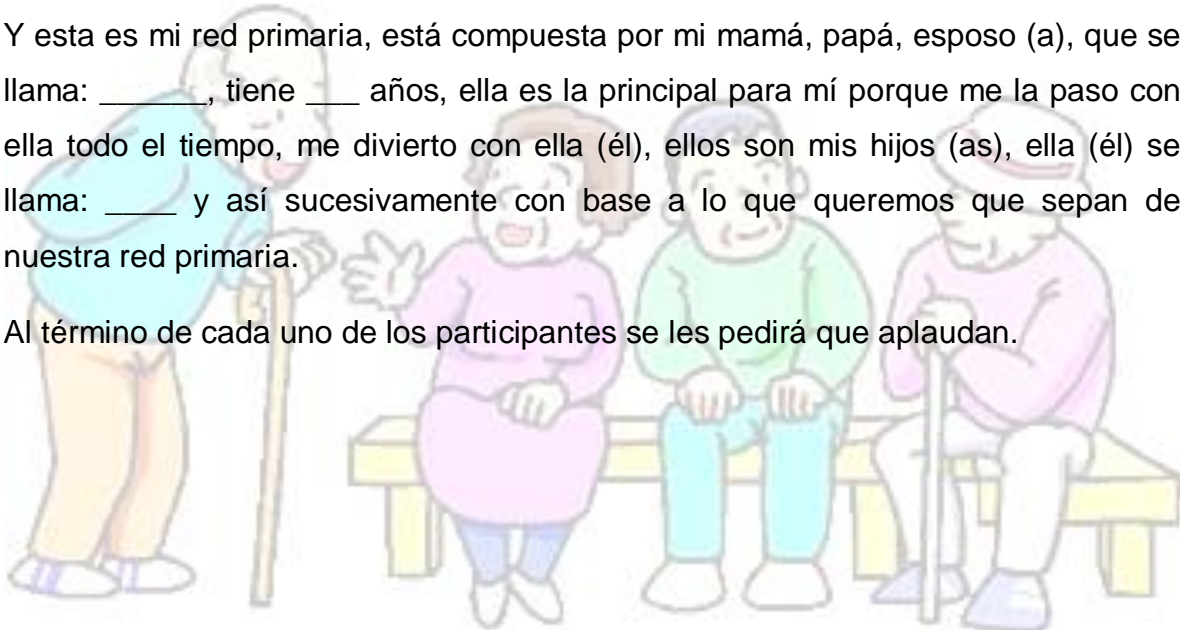 Y esta es mi red primaria, está compuesta por mi mamá, papá, esposo (a), que se
llama: ______, tiene ___ años, ella es la principal para mí porque me la paso con
ella todo el tiempo, me divierto con ella (él), ellos son mis hijos (as), ella (él) se
llama: ____ y así sucesivamente con base a lo que queremos que sepan de
nuestra red primaria.
Al término de cada uno de los participantes se les pedirá que aplaudan.